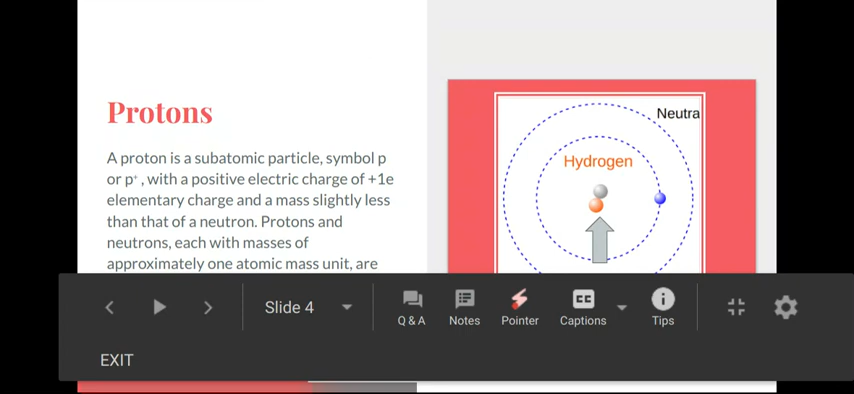 Protons
A proton is a subatomic particle, symbol p
or p⁺ , with a positive electric charge of +1e
elementary charge and a mass slightly less
than that of a neutron. Protons and
neutrons, each with masses of
approximately one atomic mass unit, are
Neutra
Hydrogen
Slide 4
Q & A
Notes
Pointer
CC
Captions
i
Tips
EXIT